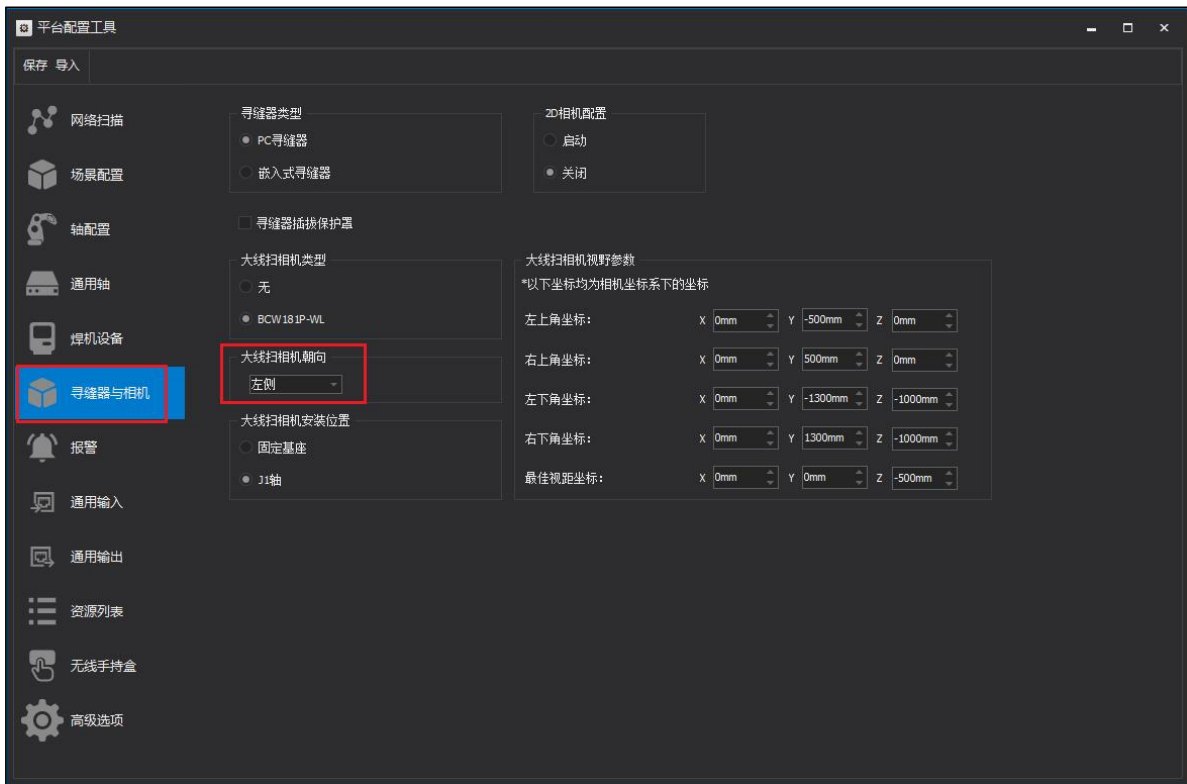 平台配置工具
保存 导入
网络扫描
场景配置
轴配置
通用轴
焊机设备
寻缝器与相机
报警
通用输入
通用输出
资源列表
无线手持盒
高级选项
寻缝器类型
PC寻缝器
嵌入式寻缝器
2D相机配置
启动
关闭
寻缝器插拔保护罩
大线扫相机类型
无
BCW181P-WL
大线扫相机朝向
左侧
大线扫相机安装位置
固定基座
J1轴
大线扫相机视野参数
*以下坐标均为相机坐标系下的坐标
左上角坐标: X 0mm Y -500mm Z 0mm
右上角坐标: X 0mm Y 500mm Z 0mm
左下角坐标: X 0mm Y -1300mm Z -1000mm
右下角坐标: X 0mm Y 1300mm Z -1000mm
最佳视距坐标: X 0mm Y 0mm Z -500mm